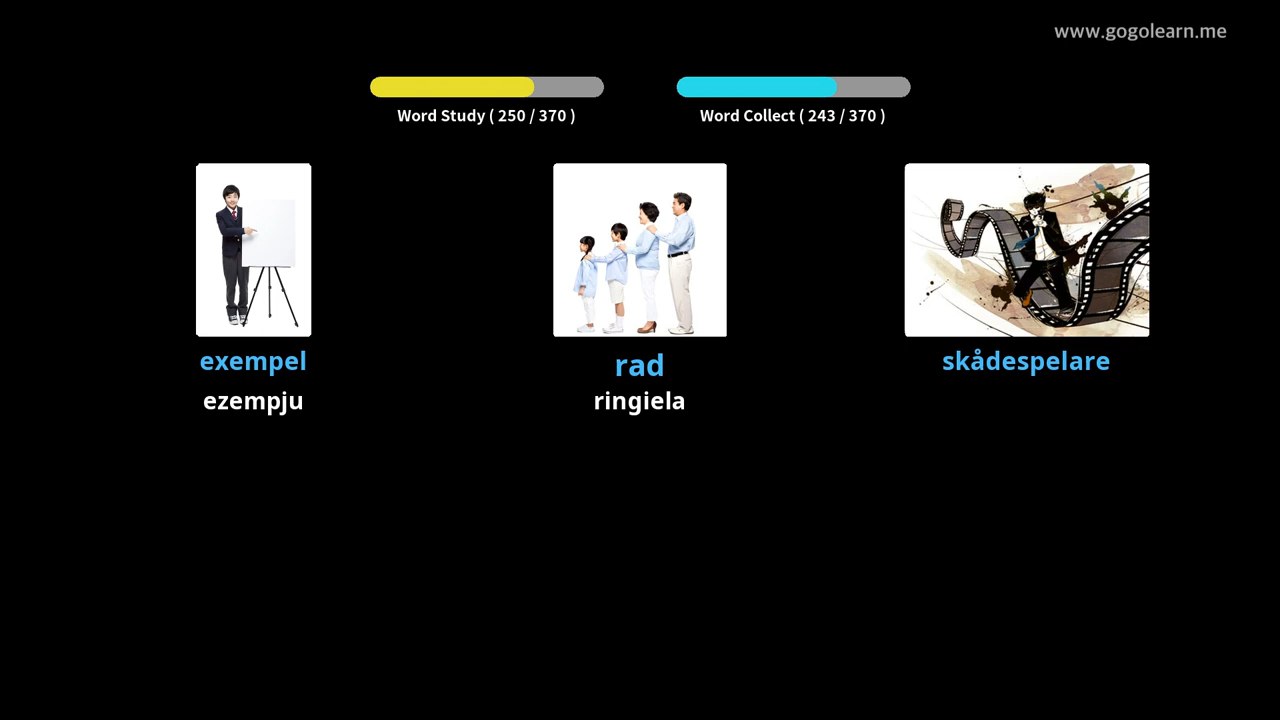 www.gogolearn.me
Word Study ( 250 / 370 )
Word Collect ( 243 / 370 )
exempel
ezempju
rad
ringiela
skådespelare